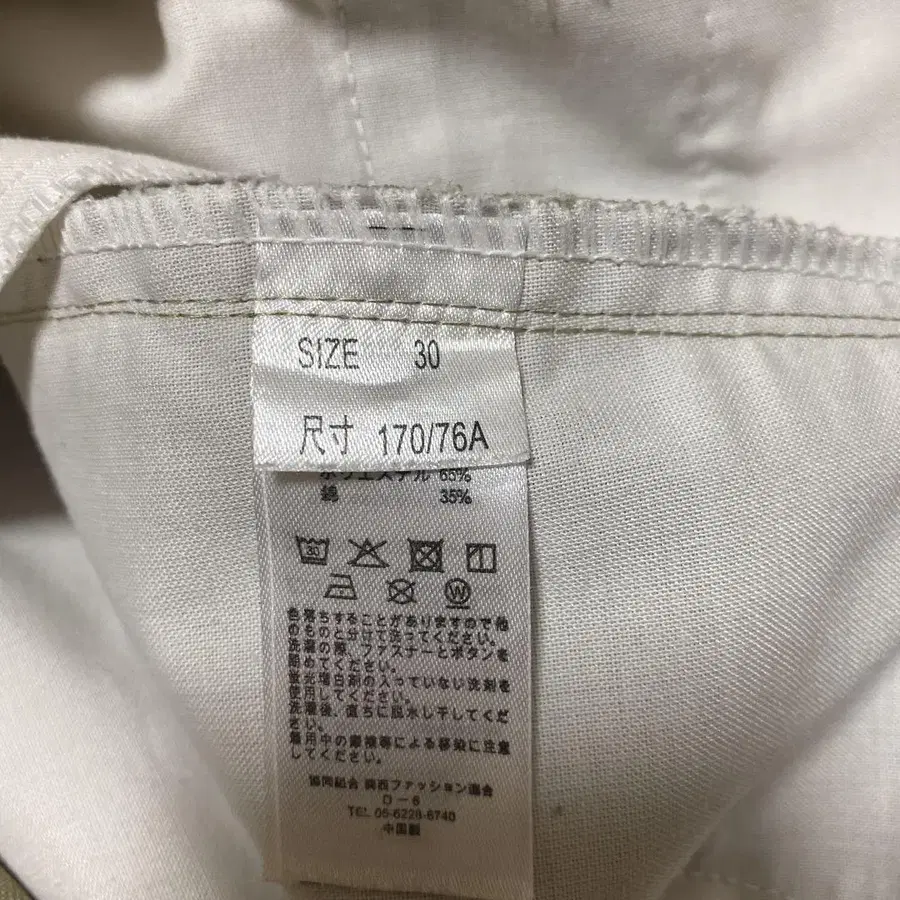 SIZE 30
尺寸 170/76A
ポリエステル 65%
綿 35%
30
W
色落ちすることがありますので他
のものと分けて洗ってください。
洗濯の際、ファスナーとボタンを
閉めてください。
蛍光増白剤の入っていない洗剤を
使用してください。
洗濯後、直ちに脱水し干してくだ
さい。
着用中の摩擦等による移染に注意
してください。
協同組合 関西ファッション連合
D-6
TEL 06-6228-6740
中国製